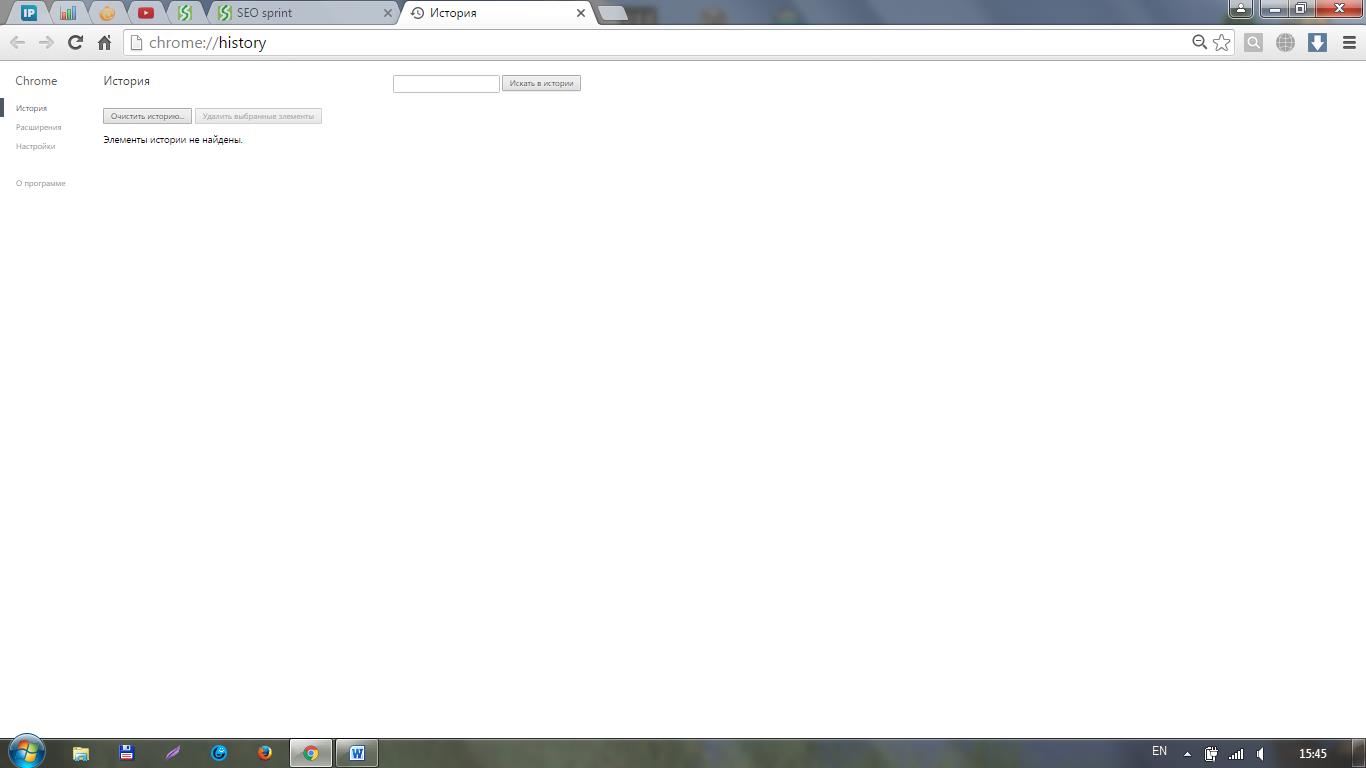 IP
SEO sprint
История
chrome://history
Chrome
История
Искать в истории
История
Расширения
Настройки
О программе
Очистить историю...
Удалить выбранные элементы
Элементы истории не найдены.
EN
15:45